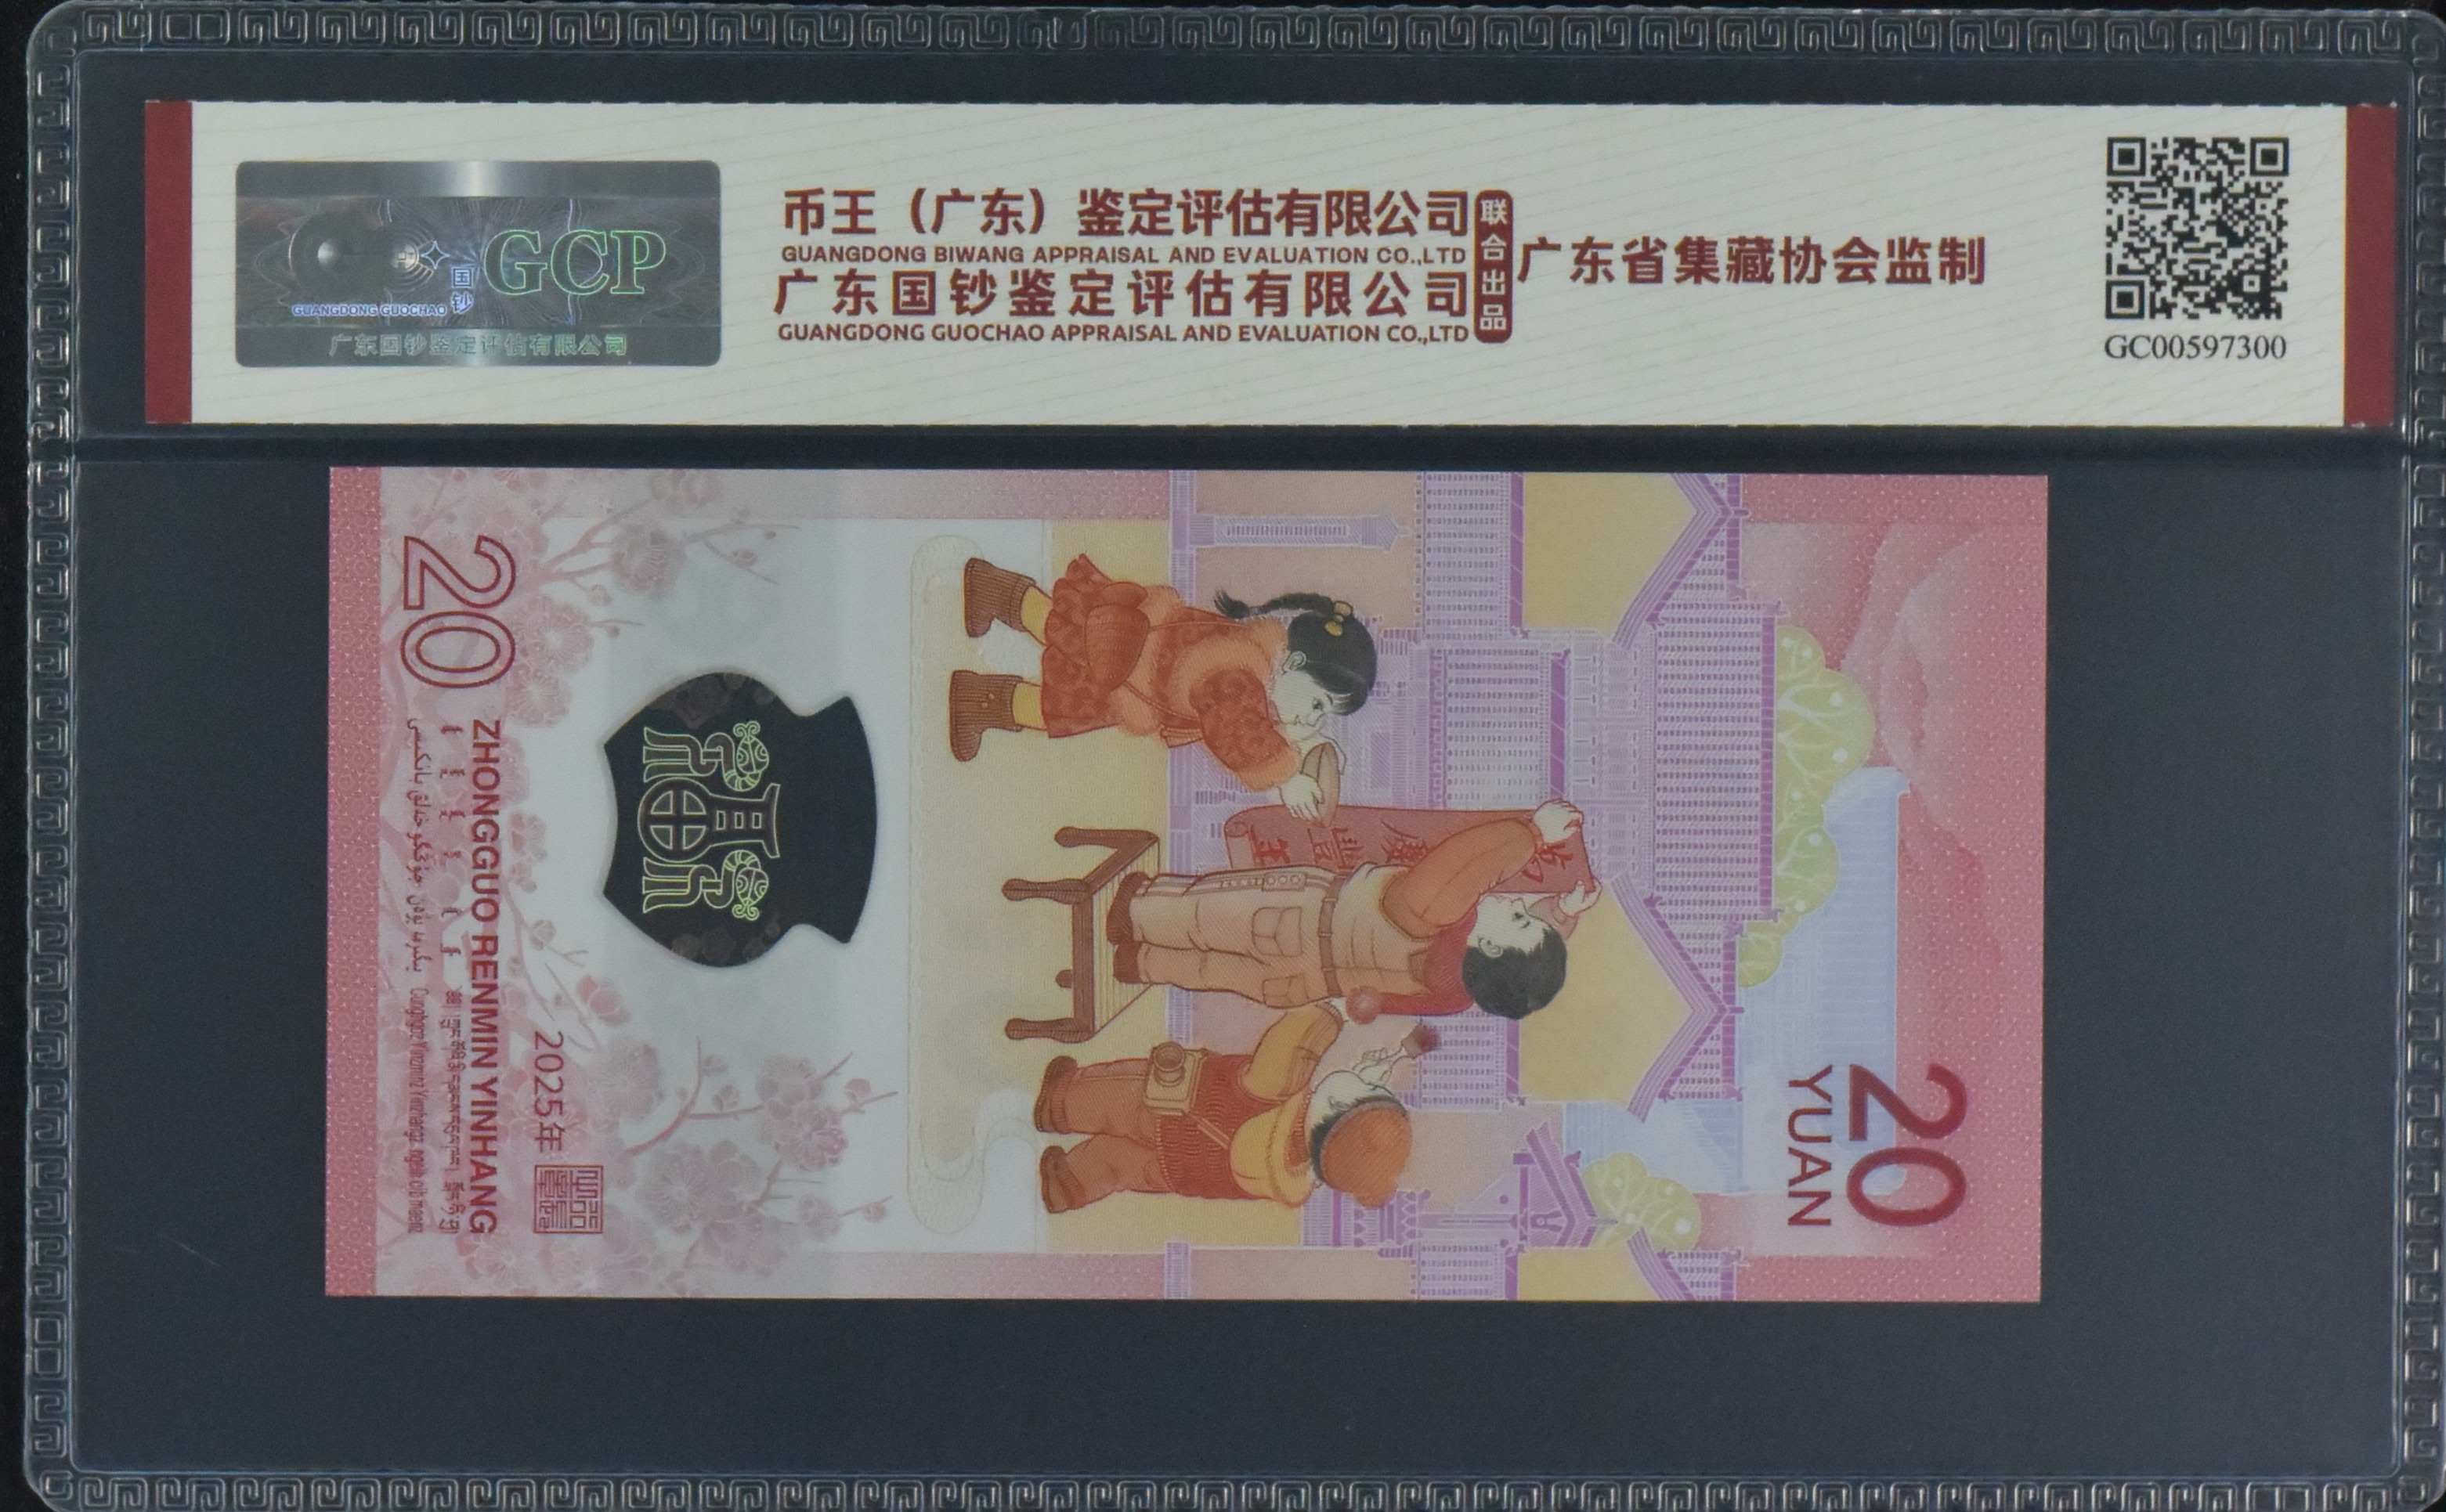 国钞
GCP
GUANGDONG GUOCHAO
广东国钞鉴定评估有限公司
币王（广东）鉴定评估有限公司
GUANGDONG BIWANG APPRAISAL AND EVALUATION CO.,LTD
广东国钞鉴定评估有限公司
GUANGDONG GUOCHAO APPRAISAL AND EVALUATION CO.,LTD
联合出品
广东省集藏协会监制
GC00597300
20
YUAN
2025年
ZHONGGUO RENMIN YINHANG
20